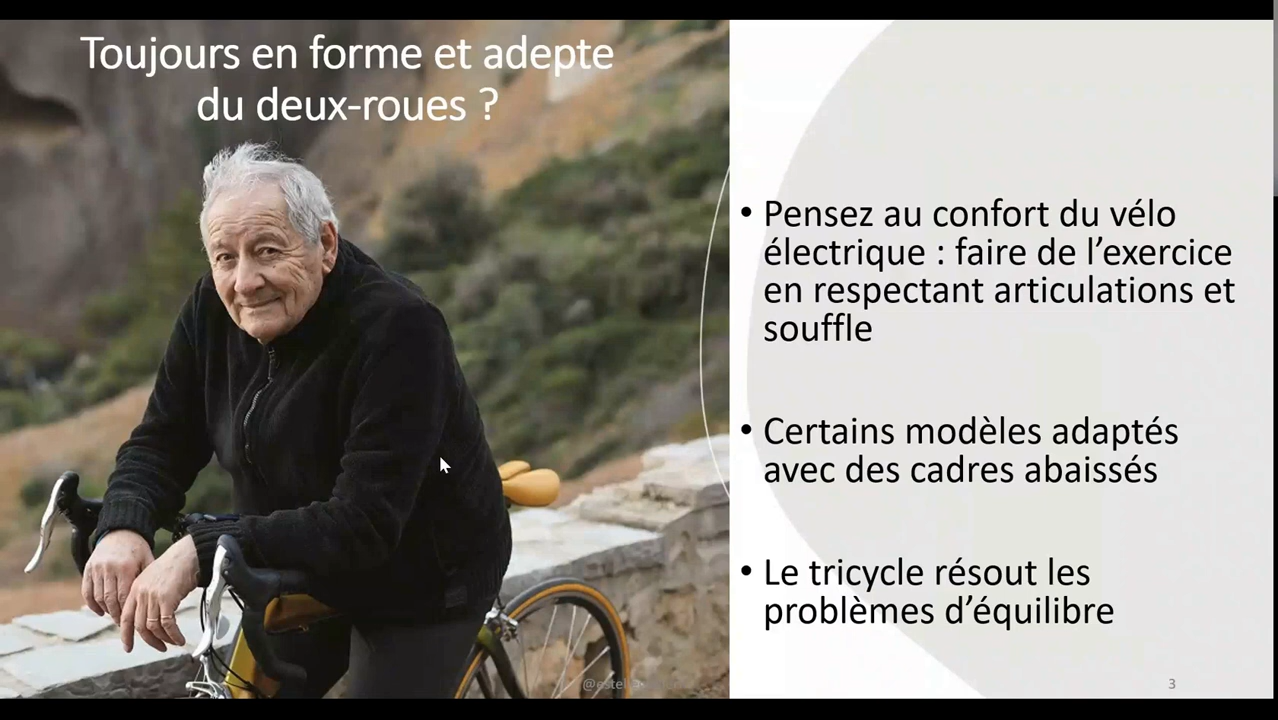 Toujours en forme et adepte
du deux-roues ?
• Pensez au confort du vélo
électrique : faire de l’exercice
en respectant articulations et
souffle
• Certains modèles adaptés
avec des cadres abaissés
• Le tricycle résout les
problèmes d’équilibre
3